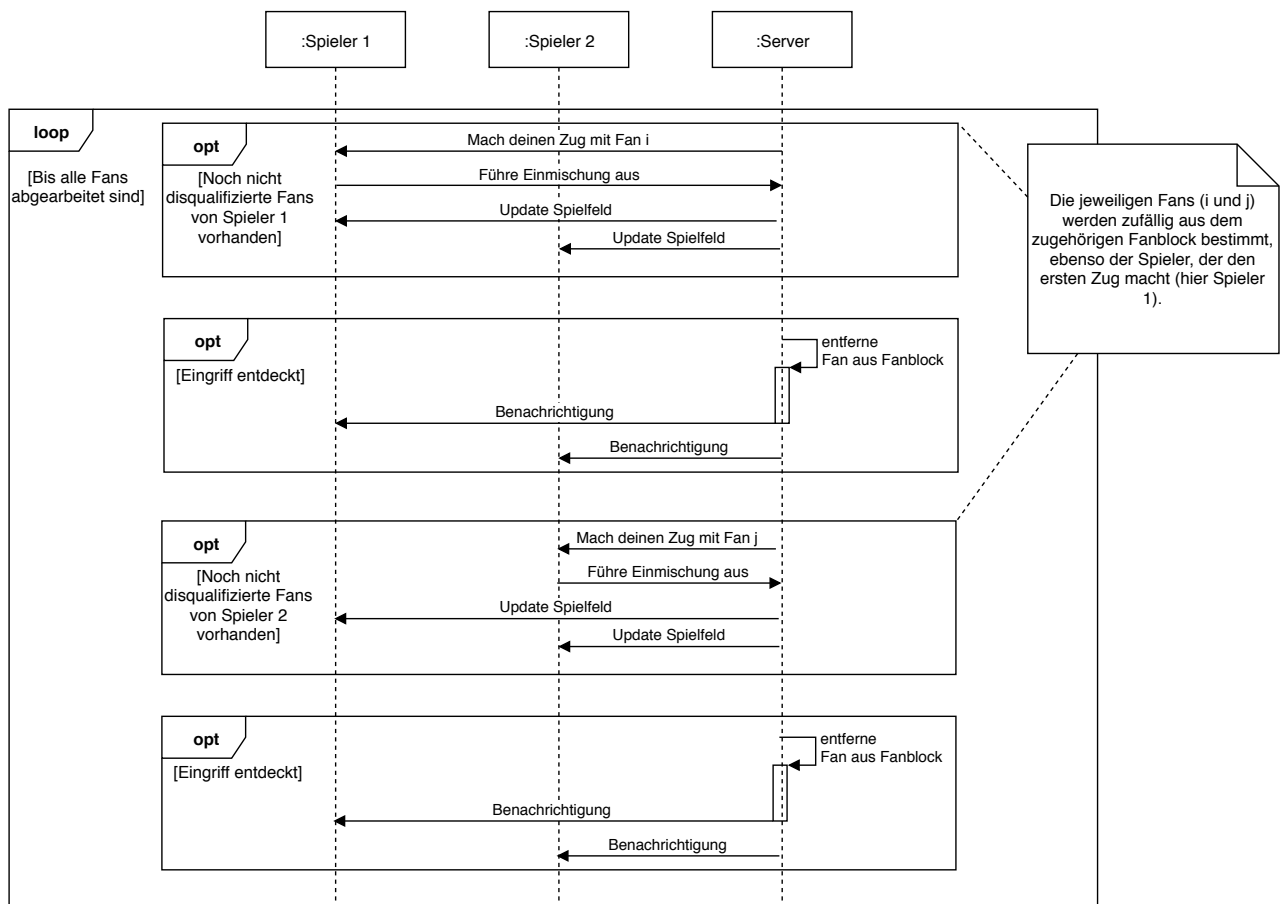 :Spieler 1
:Spieler 2
:Server
loop
[Bis alle Fans
abgearbeitet sind]
opt
[Noch nicht
disqualifizierte Fans
von Spieler 1
vorhanden]
Mach deinen Zug mit Fan i
Führe Einmischung aus
Update Spielfeld
Update Spielfeld
Die jeweiligen Fans (i und j)
werden zufällig aus dem
zugehörigen Fanblock bestimmt,
ebenso der Spieler, der den
ersten Zug macht (hier Spieler
1).
opt
[Eingriff entdeckt]
entferne
Fan aus Fanblock
Benachrichtigung
Benachrichtigung
opt
[Noch nicht
disqualifizierte Fans
von Spieler 2
vorhanden]
Mach deinen Zug mit Fan j
Führe Einmischung aus
Update Spielfeld
Update Spielfeld
opt
[Eingriff entdeckt]
entferne
Fan aus Fanblock
Benachrichtigung
Benachrichtigung